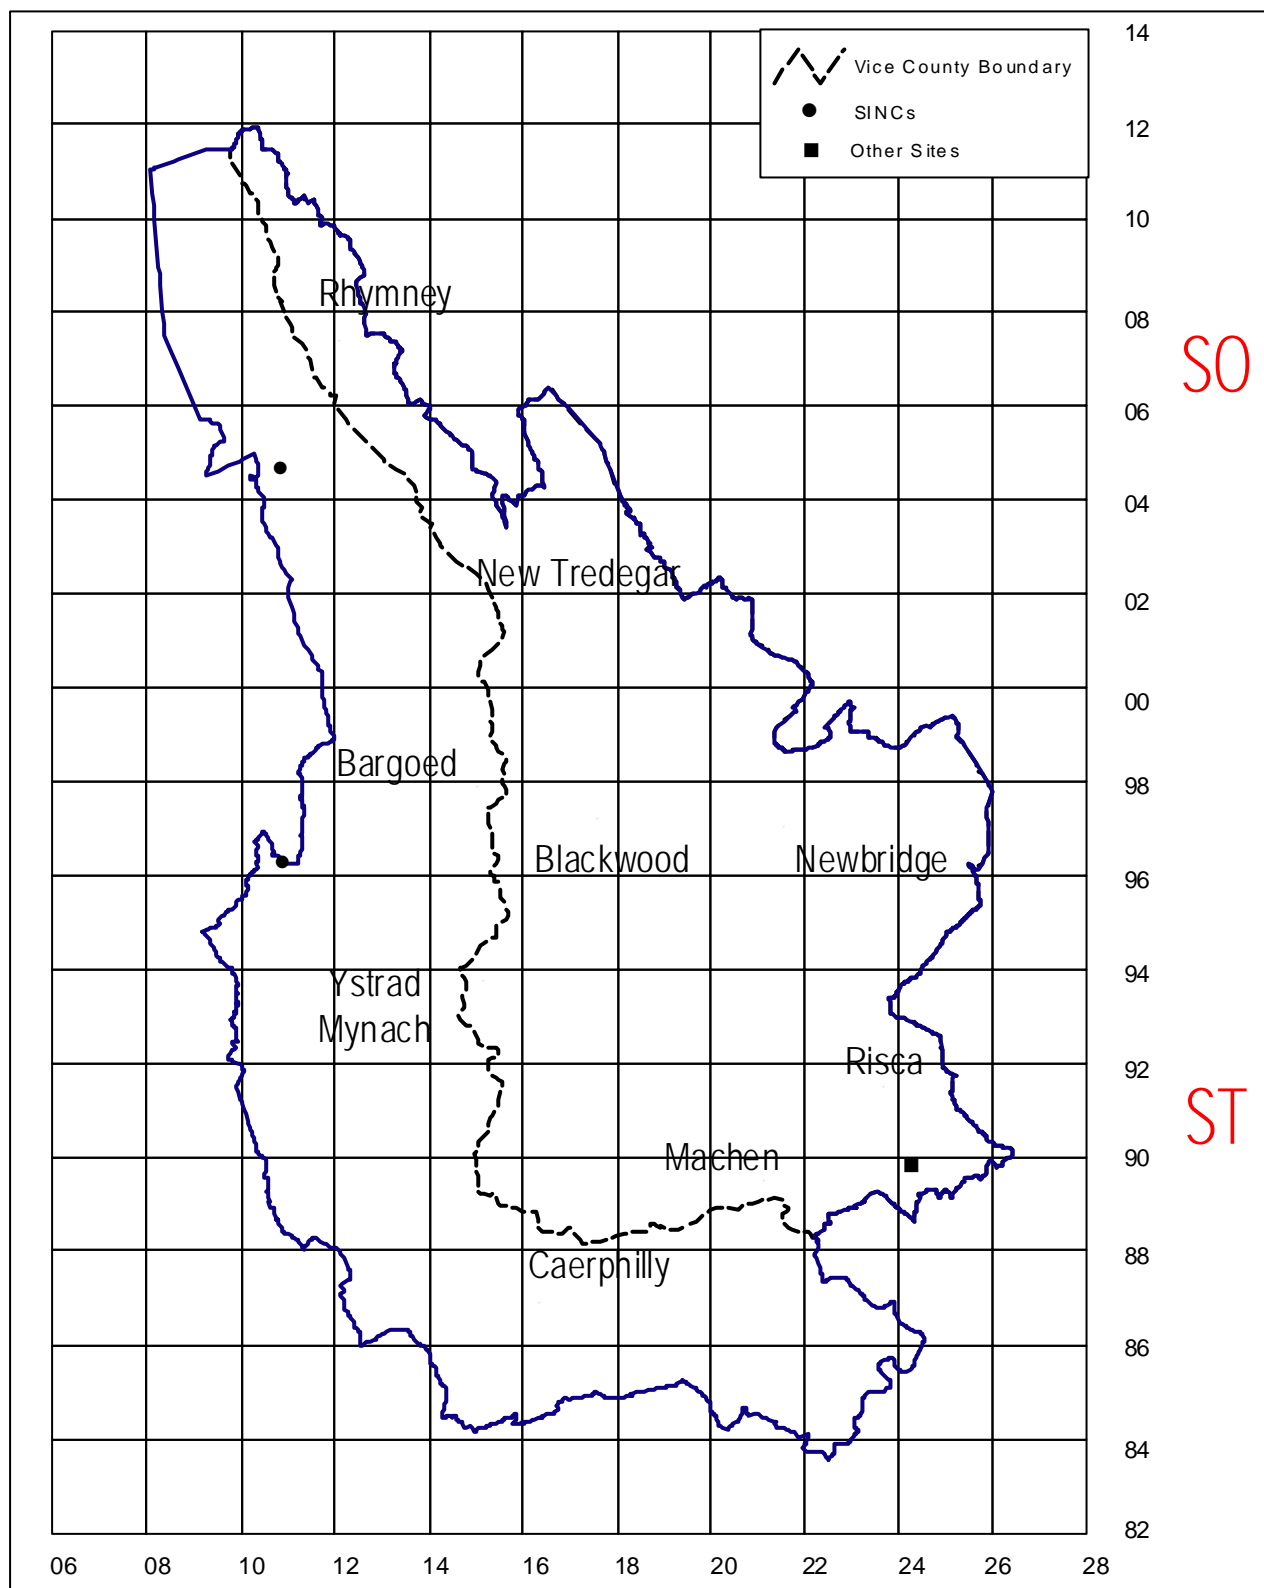 14
Vice County Boundary
SINCs
Other Sites
12
10
Rhymney
08
SO
06
04
New Tredegar
02
00
Bargoed
98
Blackwood
Newbridge
96
Ystrad
Mynach
94
Risca
92
ST
Machen
90
Caerphilly
88
86
84
82
06
08
10
12
14
16
18
20
22
24
26
28